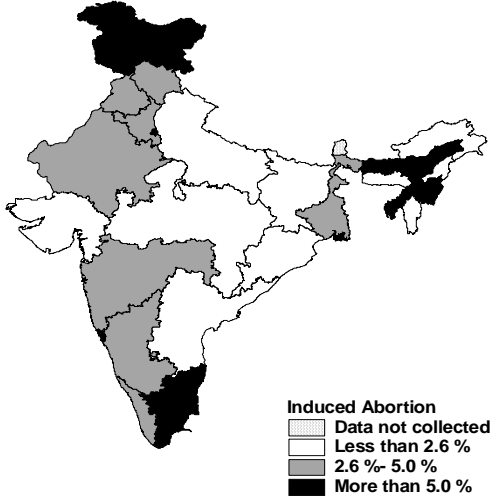 Induced Abortion
Data not collected
Less than 2.6 %
2.6 %- 5.0 %
More than 5.0 %